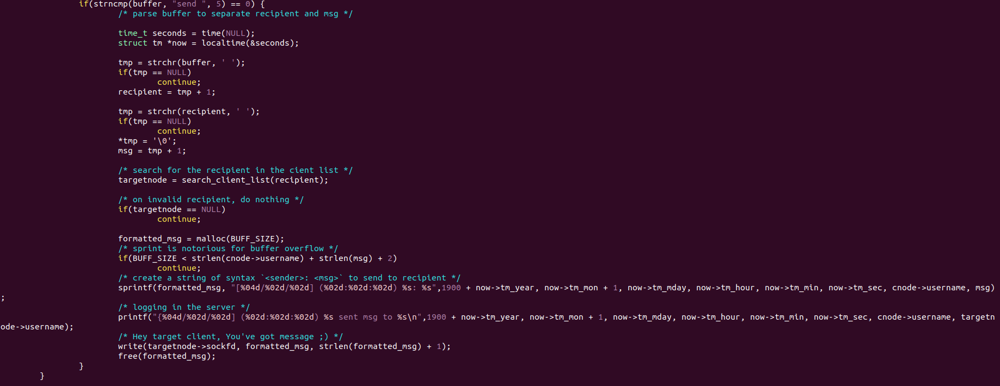 if(strncmp(buffer, "send ", 5) == 0) {
/* parse buffer to separate recipient and msg */
time_t seconds = time(NULL);
struct tm *now = localtime(&seconds);
tmp = strchr(buffer, ' ');
if(tmp == NULL)
continue;
recipient = tmp + 1;
tmp = strchr(recipient, ' ');
if(tmp == NULL)
continue;
*tmp = '\0';
msg = tmp + 1;
/* search for the recipient in the cient list */
targetnode = search_client_list(recipient);
/* on invalid recipient, do nothing */
if(targetnode == NULL)
continue;
formatted_msg = malloc(BUFF_SIZE);
/* sprint is notorious for buffer overflow */
if(BUFF_SIZE < strlen(cnode->username) + strlen(msg) + 2)
continue;
/* create a string of syntax `<sender>: <msg>` to send to recipient */
sprintf(formatted_msg, "[%04d/%02d/%02d] (%02d:%02d:%02d) %s: %s",1900 + now->tm_year, now->tm_mon + 1, now->tm_mday, now->tm_hour, now->tm_min, now->tm_sec, cnode->username, msg)
;
/* logging in the server */
printf("{%04d/%02d/%02d] (%02d:%02d:%02d) %s sent msg to %s\n",1900 + now->tm_year, now->tm_mon + 1, now->tm_mday, now->tm_hour, now->tm_min, now->tm_sec, cnode->username, targetn
ode->username);
/* Hey target client, You've got message ;) */
write(targetnode->sockfd, formatted_msg, strlen(formatted_msg) + 1);
free(formatted_msg);
}
}